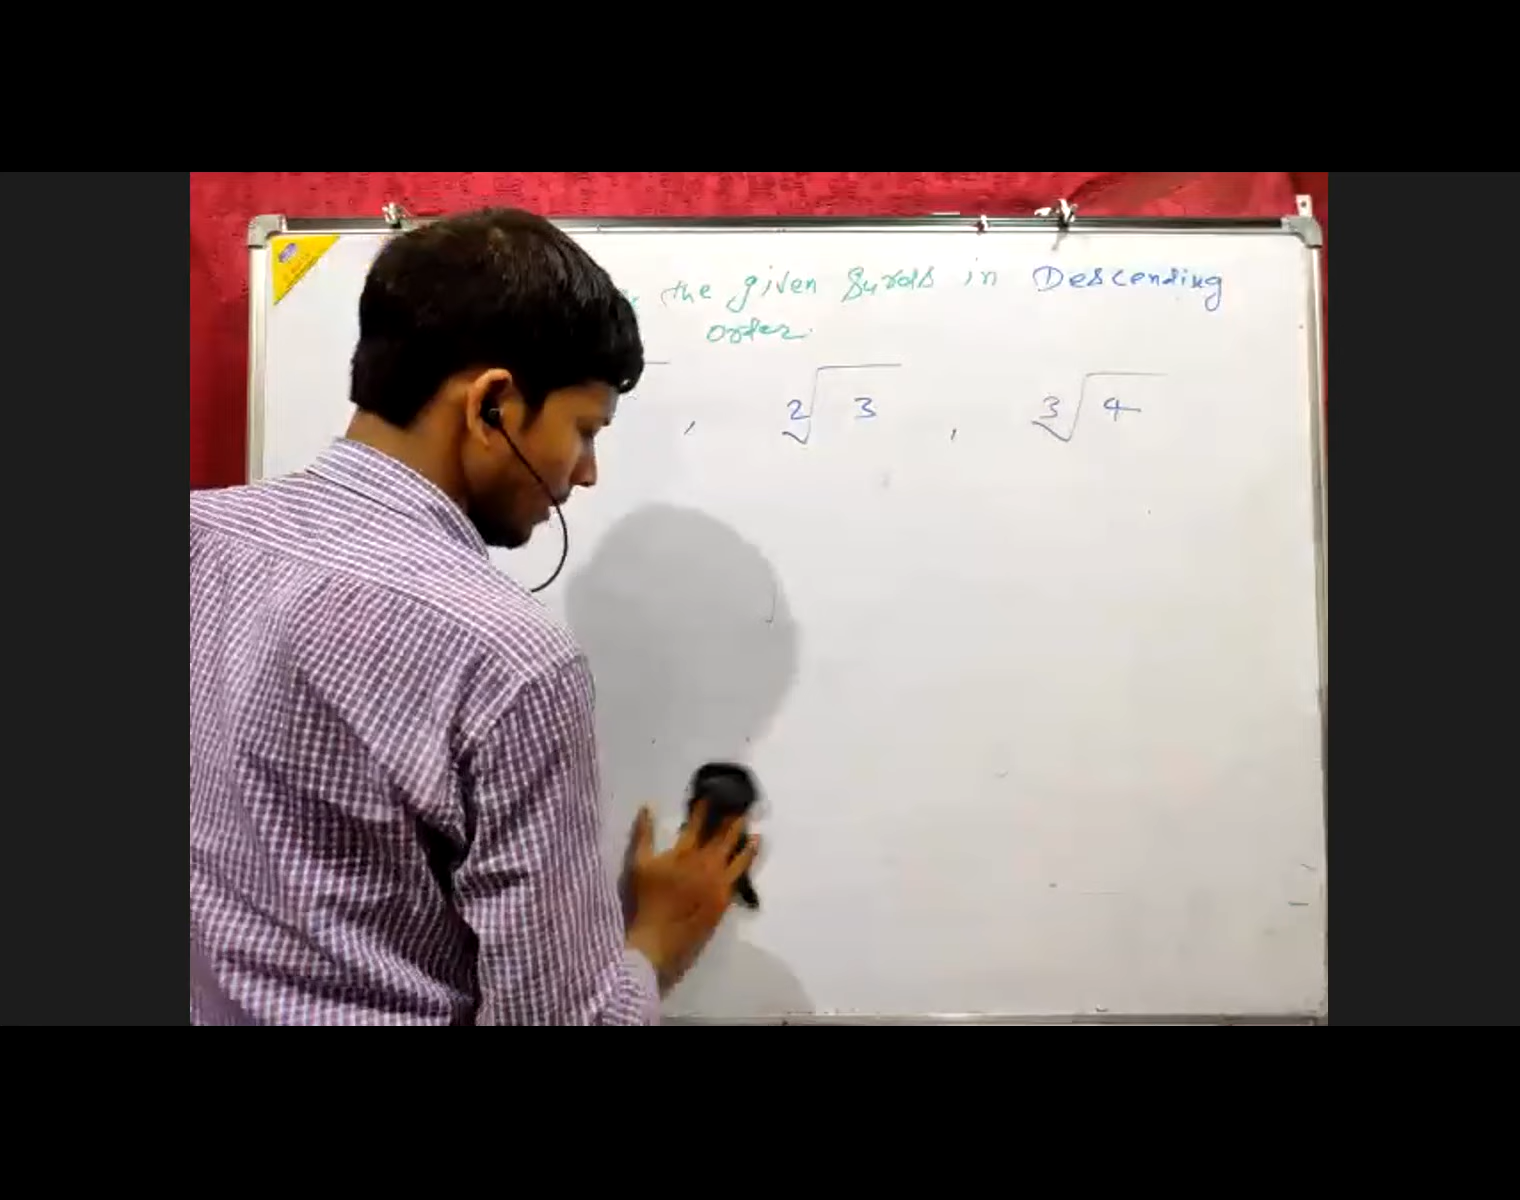 the given Surds in Descending
order.
, ²√3 , ³√4